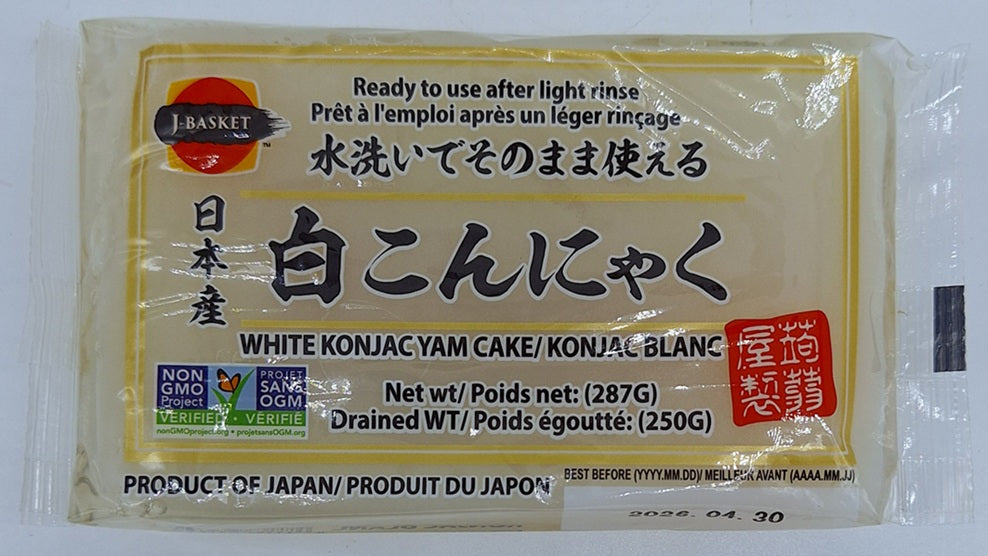 J-BASKET™
Ready to use after light rinse
Prêt à l'emploi après un léger rinçage
水洗いでそのまま使える
日本産
白こんにゃく
WHITE KONJAC YAM CAKE/ KONJAC BLANC
蒟蒻
屋製
NON GMO Project VERIFIED
PROJET SANS OGM VÉRIFIÉ
nonGMOproject.org • projetsansOGM.org
Net wt/ Poids net: (287G)
Drained WT/ Poids égoutté: (250G)
PRODUCT OF JAPAN/ PRODUIT DU JAPON
BEST BEFORE (YYYY.MM.DD)/ MEILLEUR AVANT (AAAA.MM.JJ)
2026. 04. 30